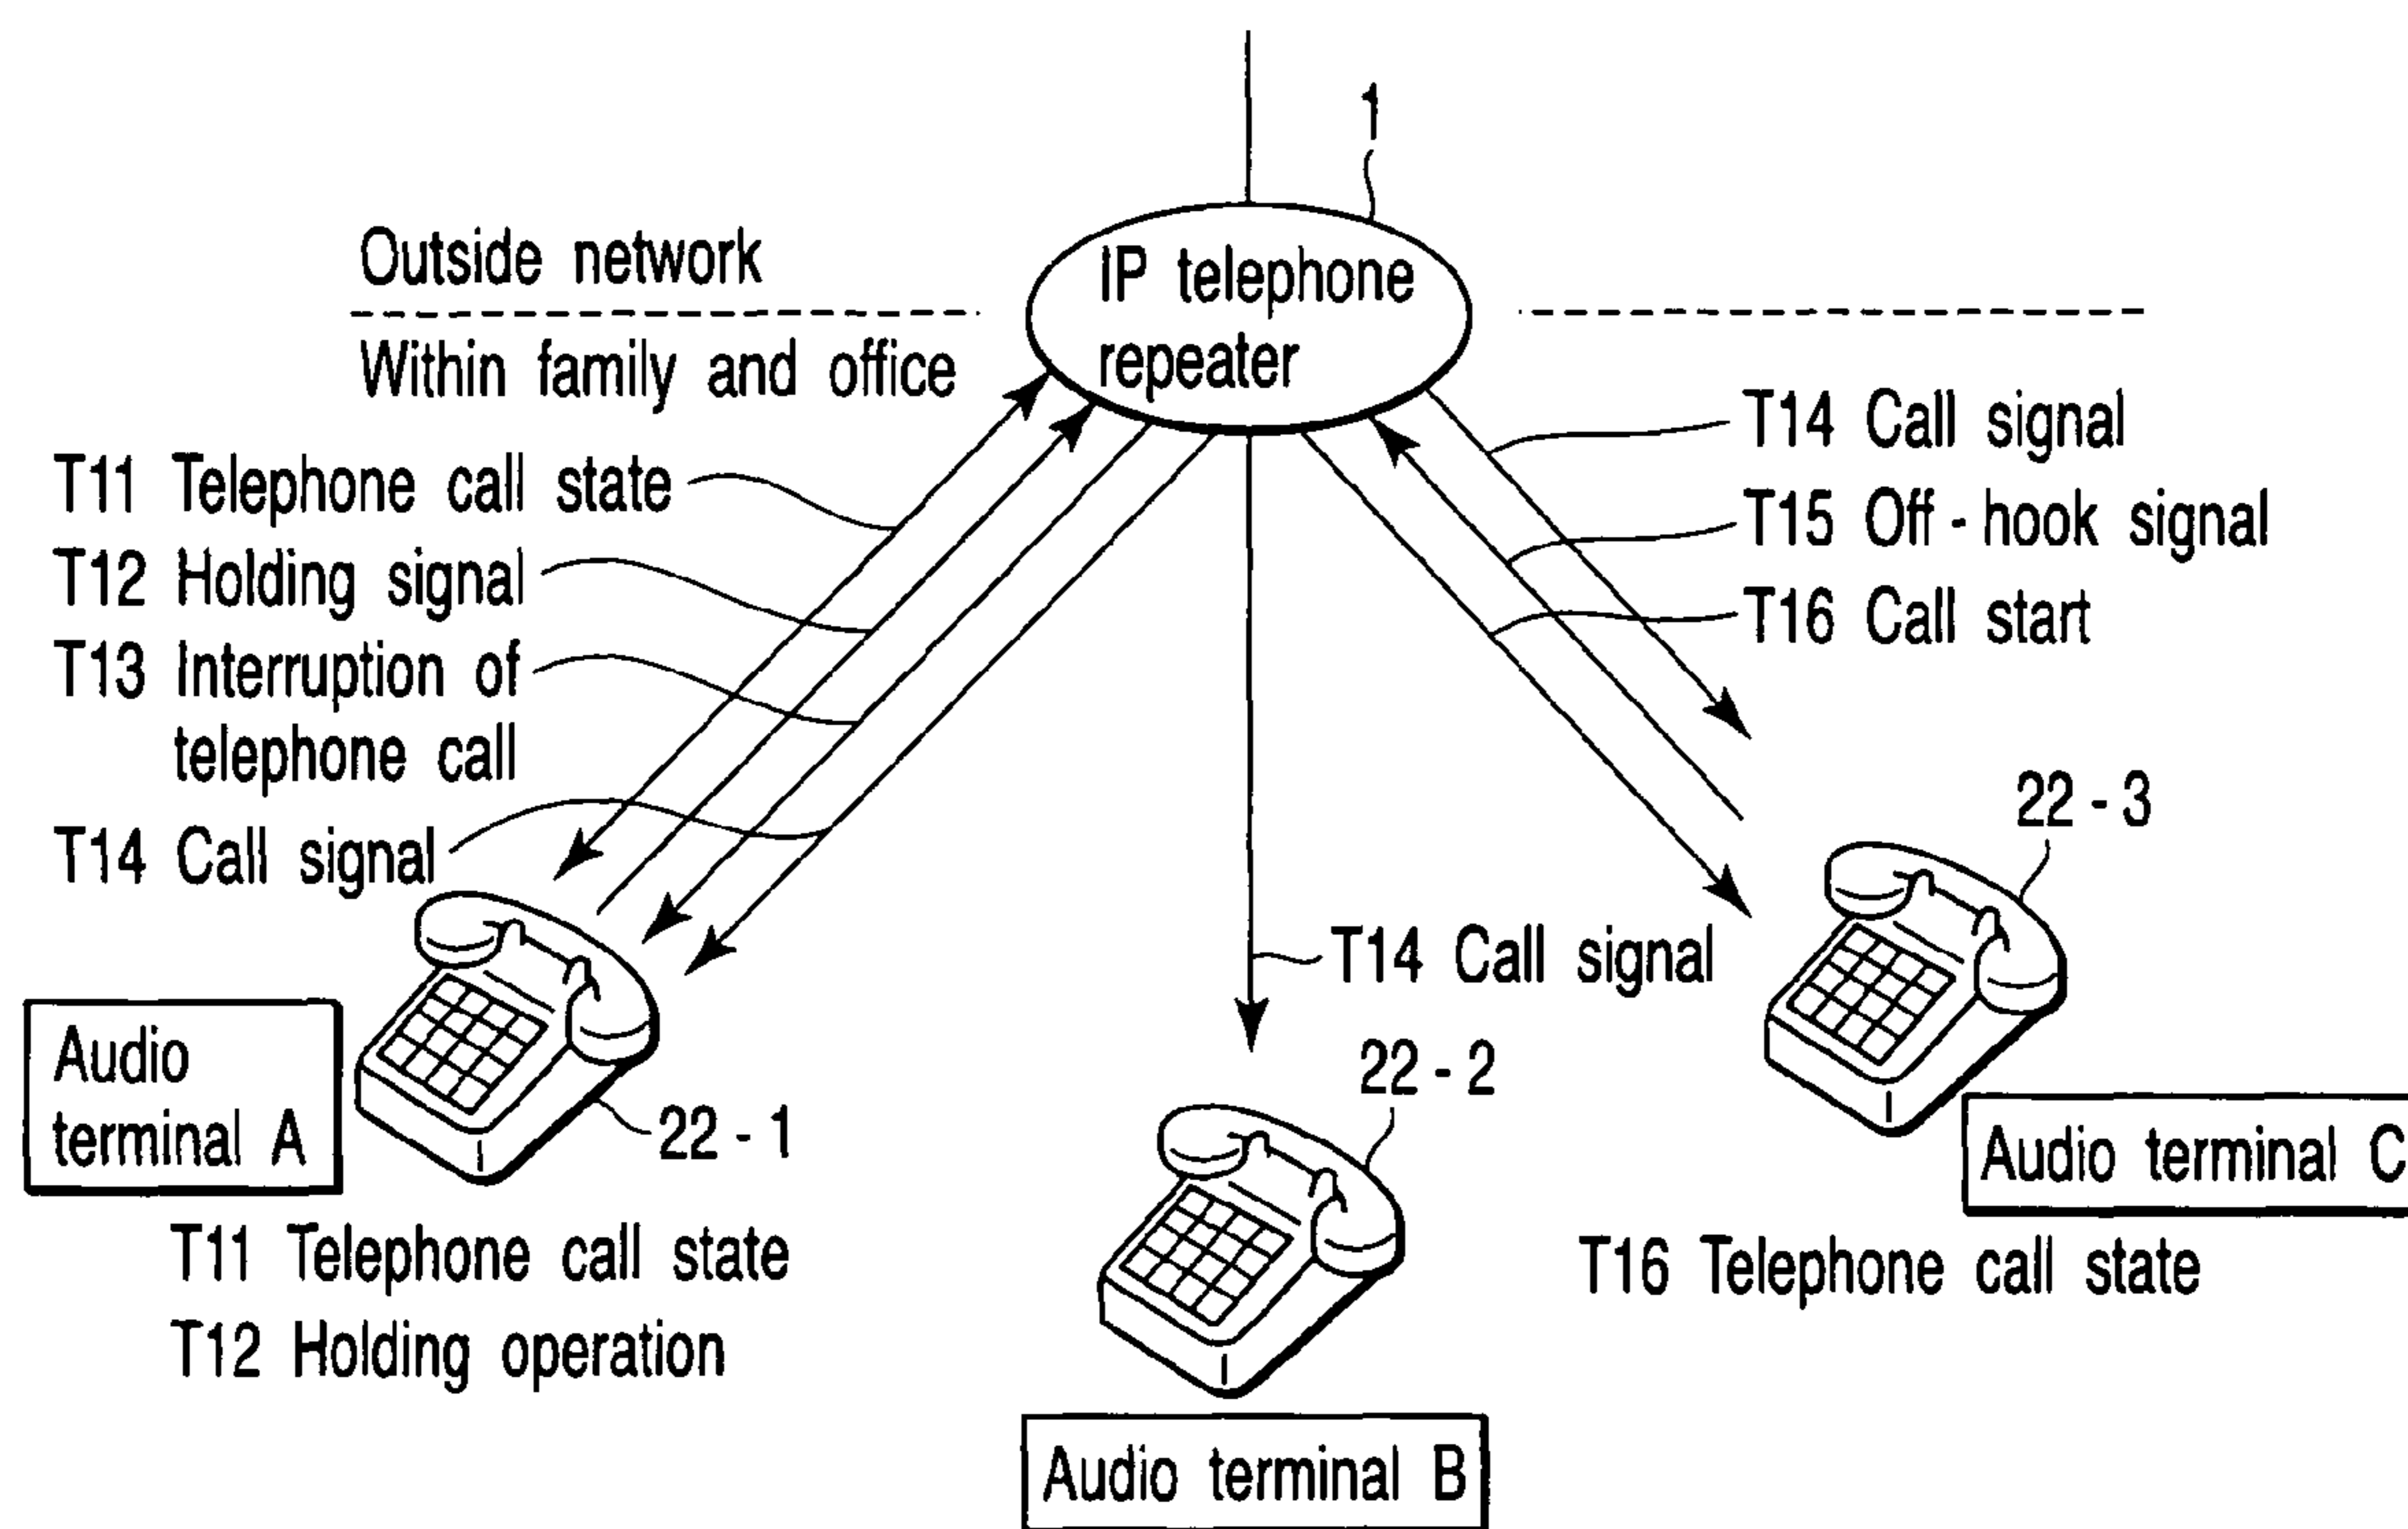 1
Outside network
IP telephone
repeater
Within family and office
T11 Telephone call state
T12 Holding signal
T13 Interruption of
telephone call
T14 Call signal
T14 Call signal
T15 Off - hook signal
T16 Call start
22 - 3
T14 Call signal
22 - 2
Audio
terminal A
22 - 1
Audio terminal C
T11 Telephone call state
T12 Holding operation
T16 Telephone call state
Audio terminal B